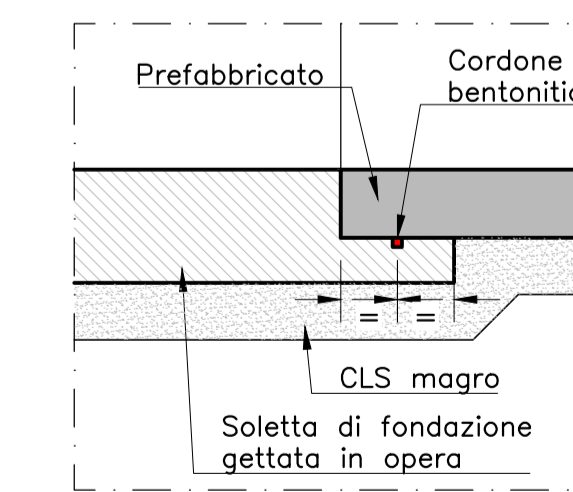 Prefabbricato
Cordone
CLS magro
Soletta di fondazione
gettata in opera